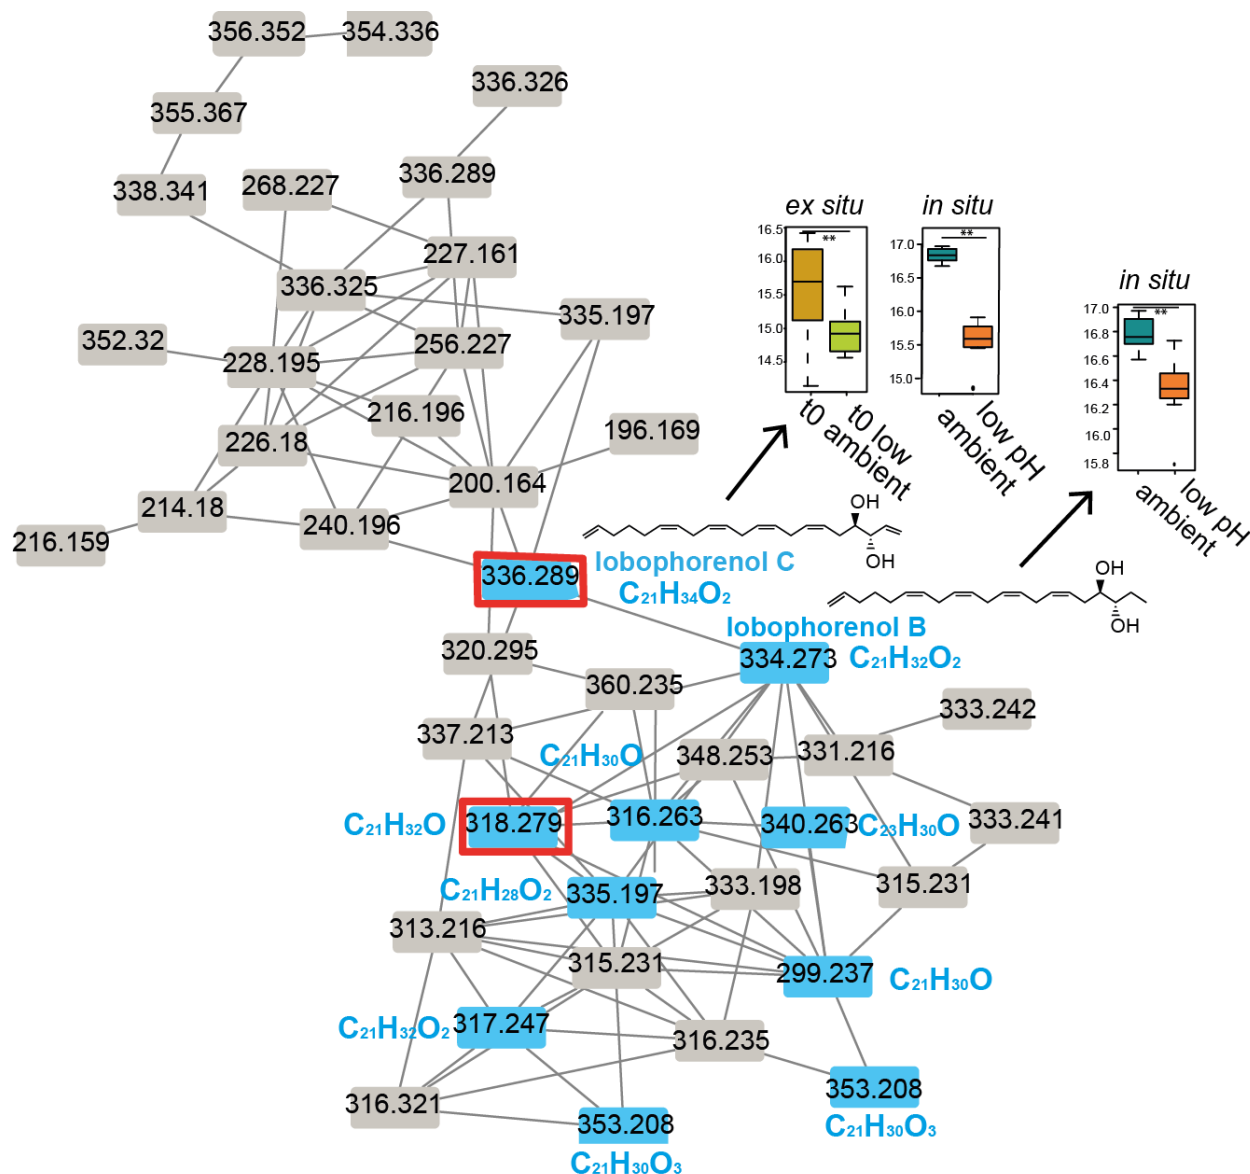 356.352
354.336
336.326
355.367
336.289
338.341
268.227
227.161
336.325
335.197
352.32
228.195
256.227
216.196
226.18
196.169
200.164
214.18
216.159
240.196
ex situ
16.5
16.0
15.5
15.0
14.5
**
t0 ambient
t0 low
in situ
17.0
16.5
16.0
15.5
15.0
**
ambient
low pH
in situ
17.0
16.8
16.6
16.4
16.2
16.0
15.8
**
ambient
low pH
OH
OH
lobophorenol C
C21H34O2
336.289
OH
OH
lobophorenol B
334.273
C21H32O2
320.295
360.235
333.242
337.213
C21H30O
348.253
331.216
C21H32O
318.279
316.263
340.263
C23H30O
333.241
C21H28O2
335.197
333.198
315.231
313.216
315.231
299.237
C21H30O
C21H32O2
317.247
316.235
316.321
353.208
C21H30O3
353.208
C21H30O3